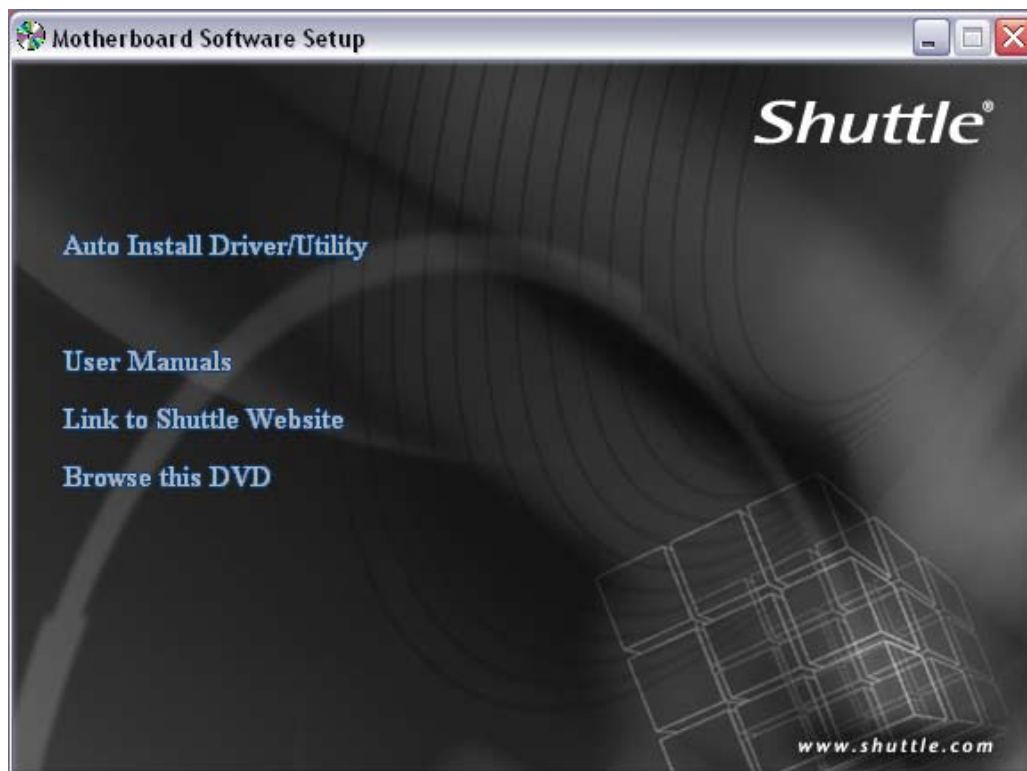 Motherboard Software Setup
Shuttle®
Auto Install Driver/Utility
User Manuals
Link to Shuttle Website
Browse this DVD
www.shuttle.com